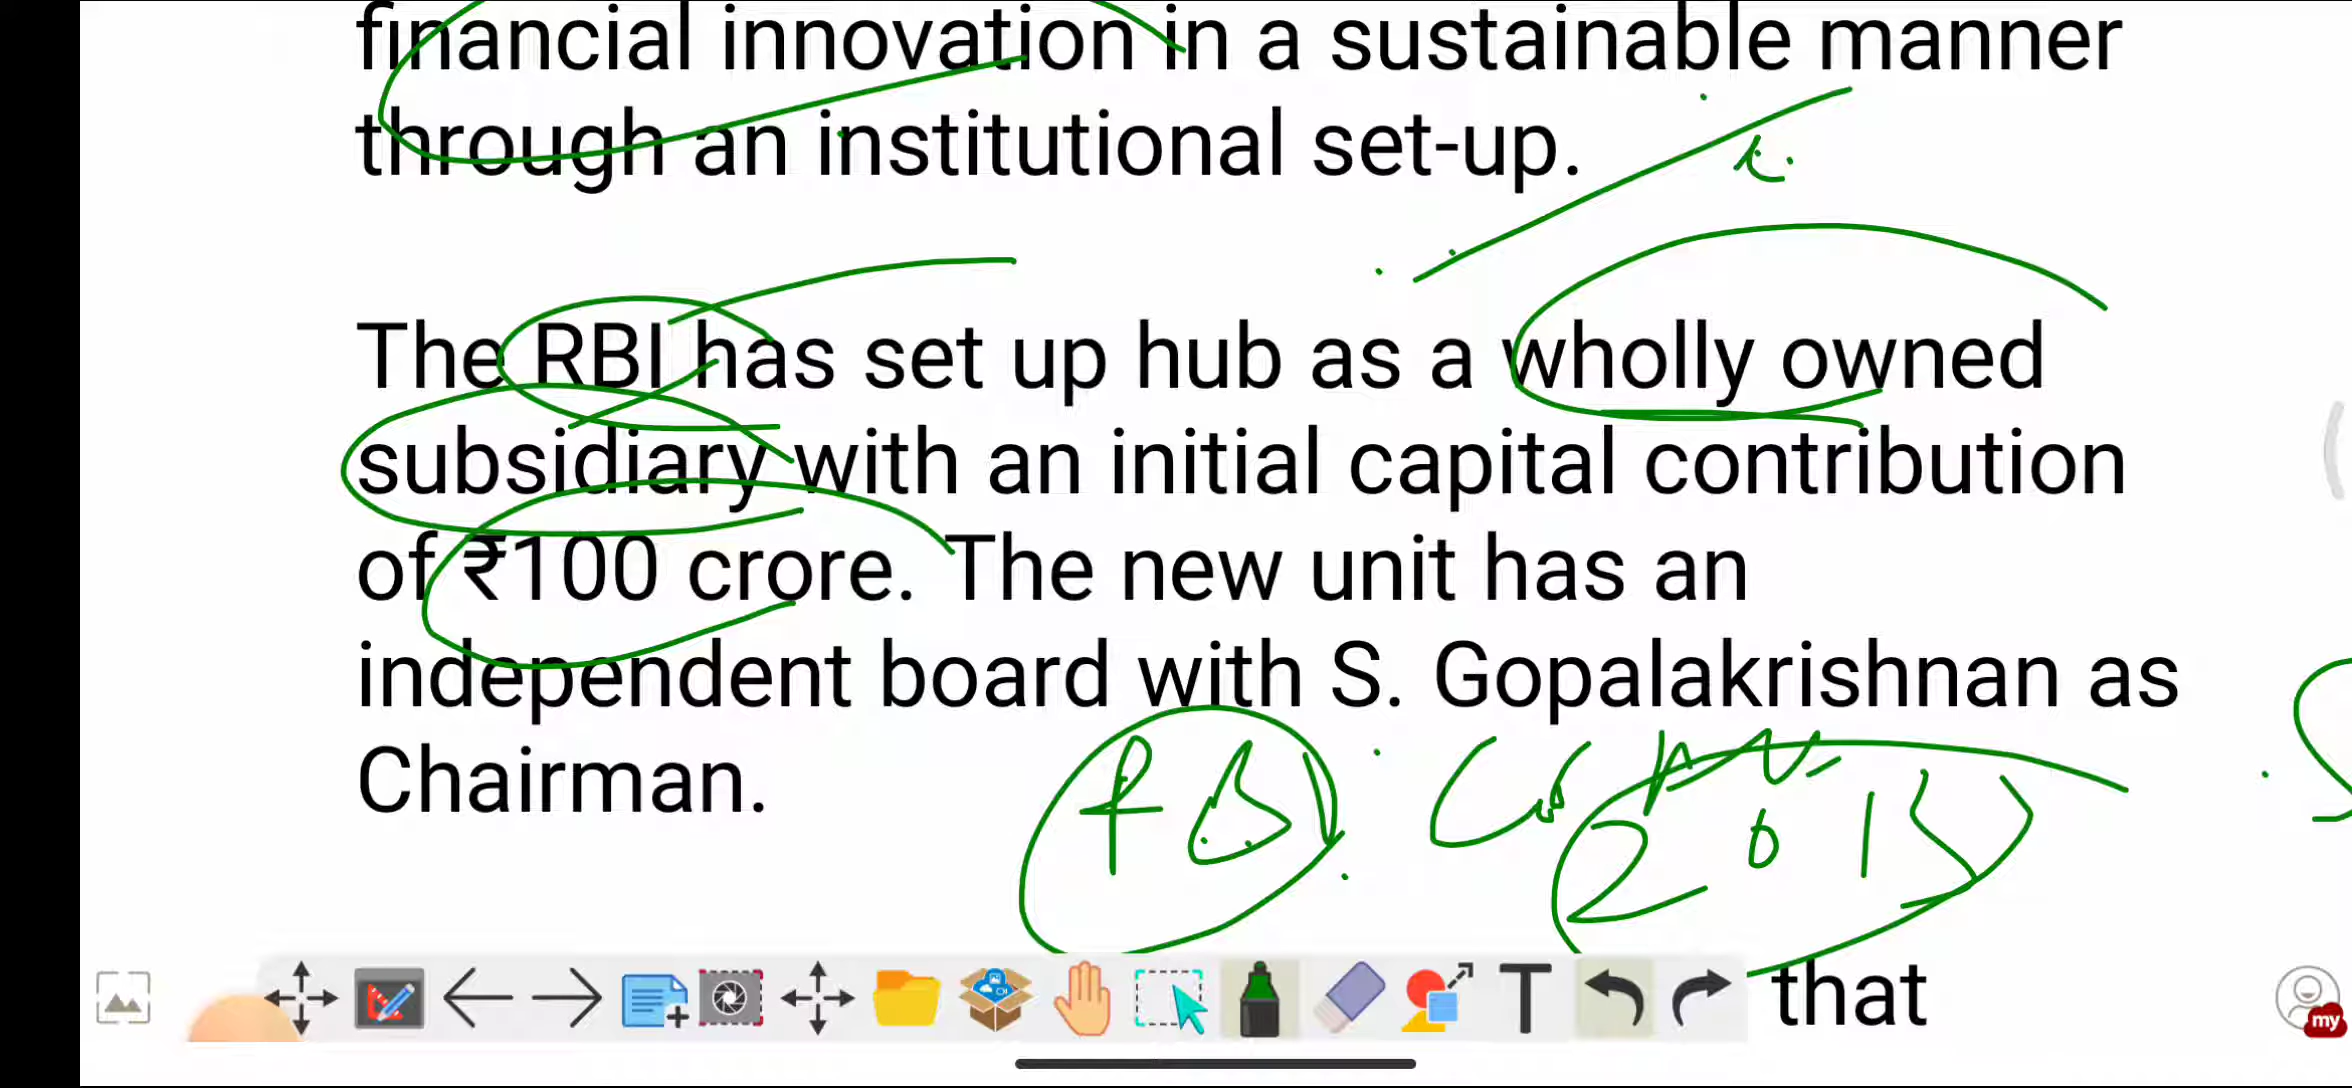 financial innovation in a sustainable manner
through an institutional set-up.
The RBI has set up hub as a wholly owned
subsidiary with an initial capital contribution
of ₹100 crore. The new unit has an
independent board with S. Gopalakrishnan as
Chairman.
that
T
my